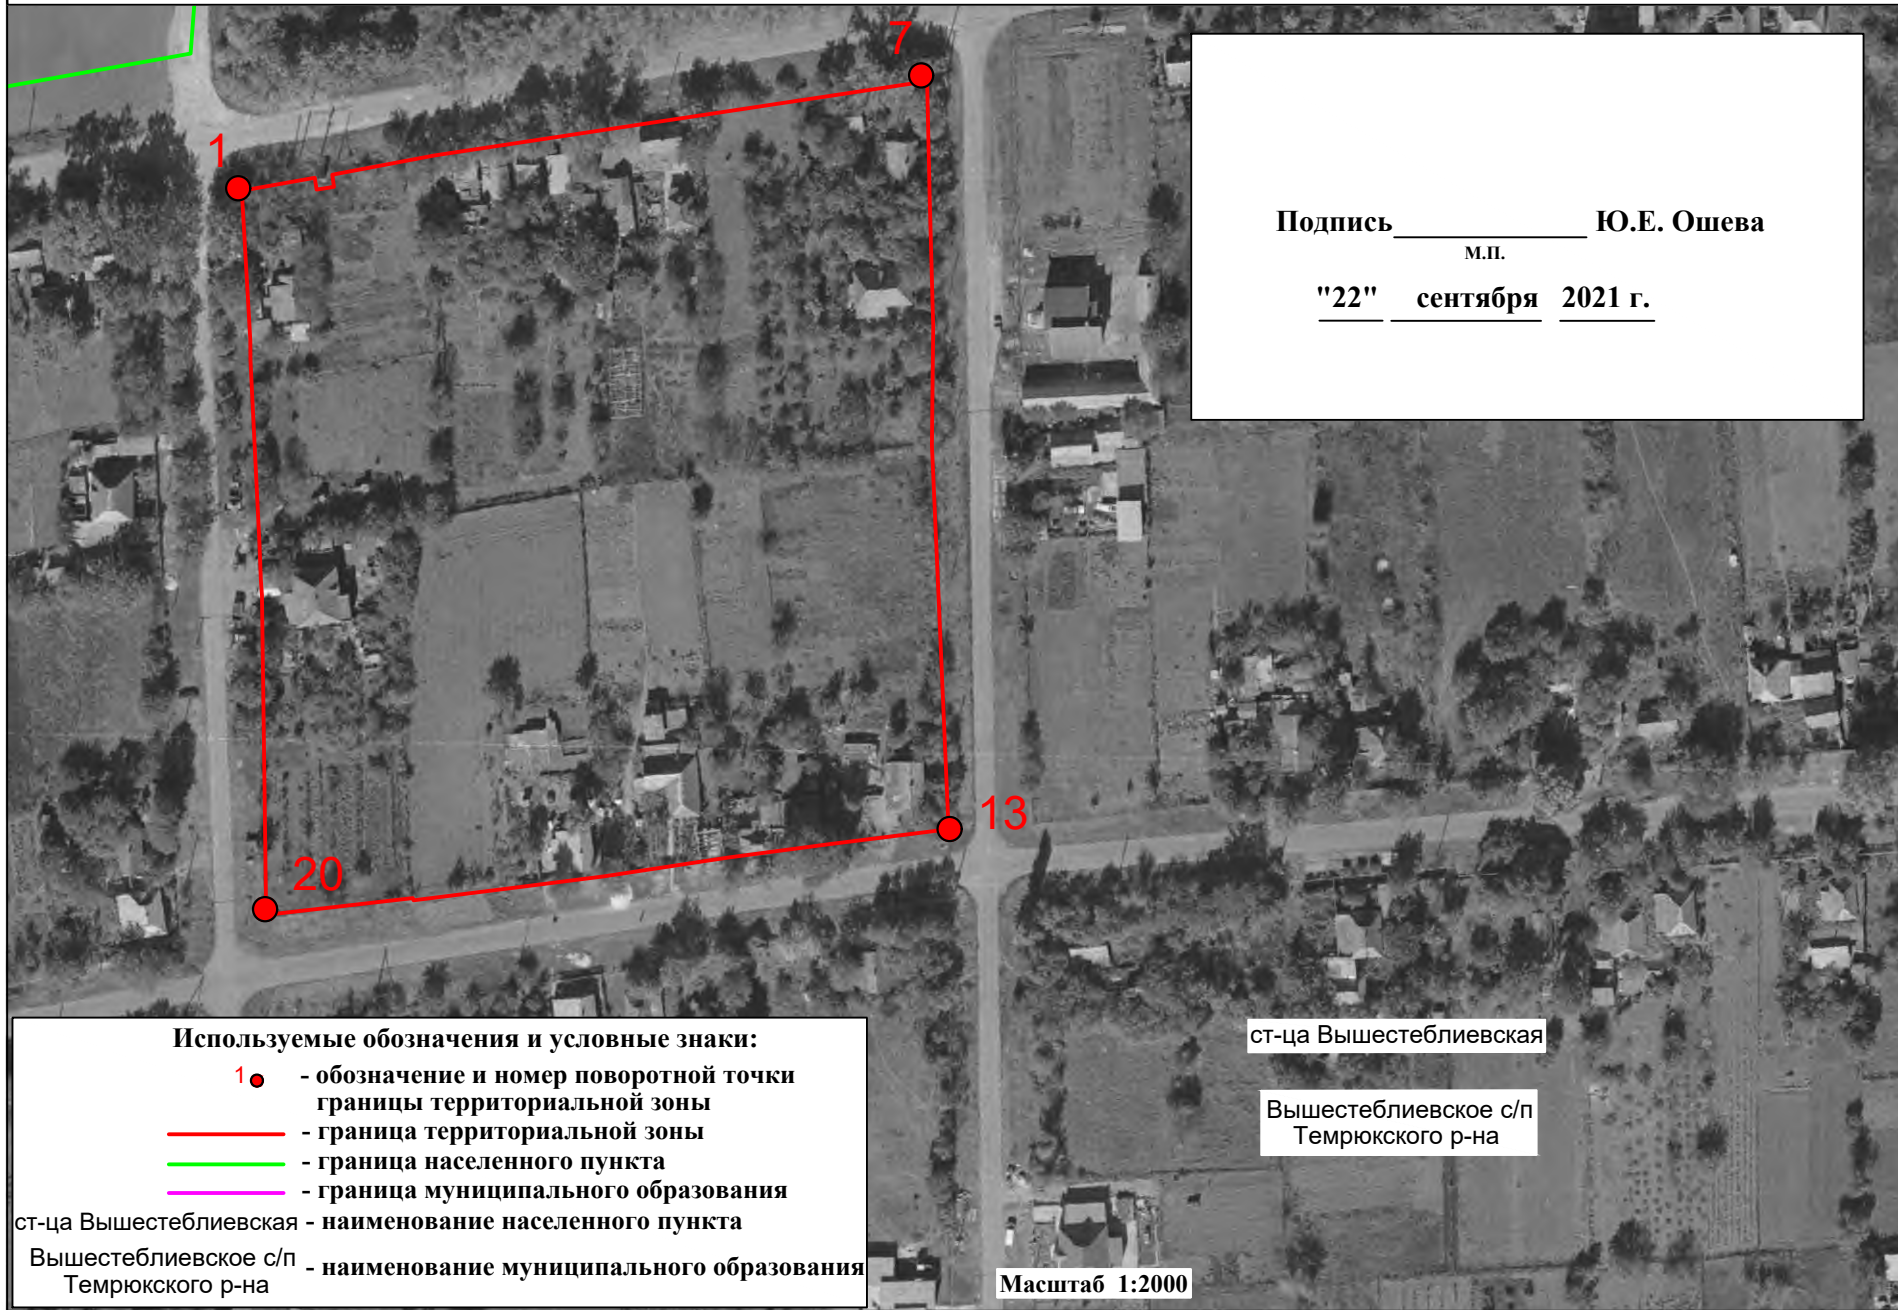 7
1
Подпись____________ Ю.Е. Ошева
М.П.
"22" сентября 2021 г.
13
20
Используемые обозначения и условные знаки:
1 - обозначение и номер поворотной точки
границы территориальной зоны
- граница территориальной зоны
- граница населенного пункта
- граница муниципального образования
ст-ца Вышестеблиевская - наименование населенного пункта
Вышестеблиевское с/п
Темрюкского р-на - наименование муниципального образования
ст-ца Вышестеблиевская
Вышестеблиевское с/п
Темрюкского р-на
Масштаб 1:2000